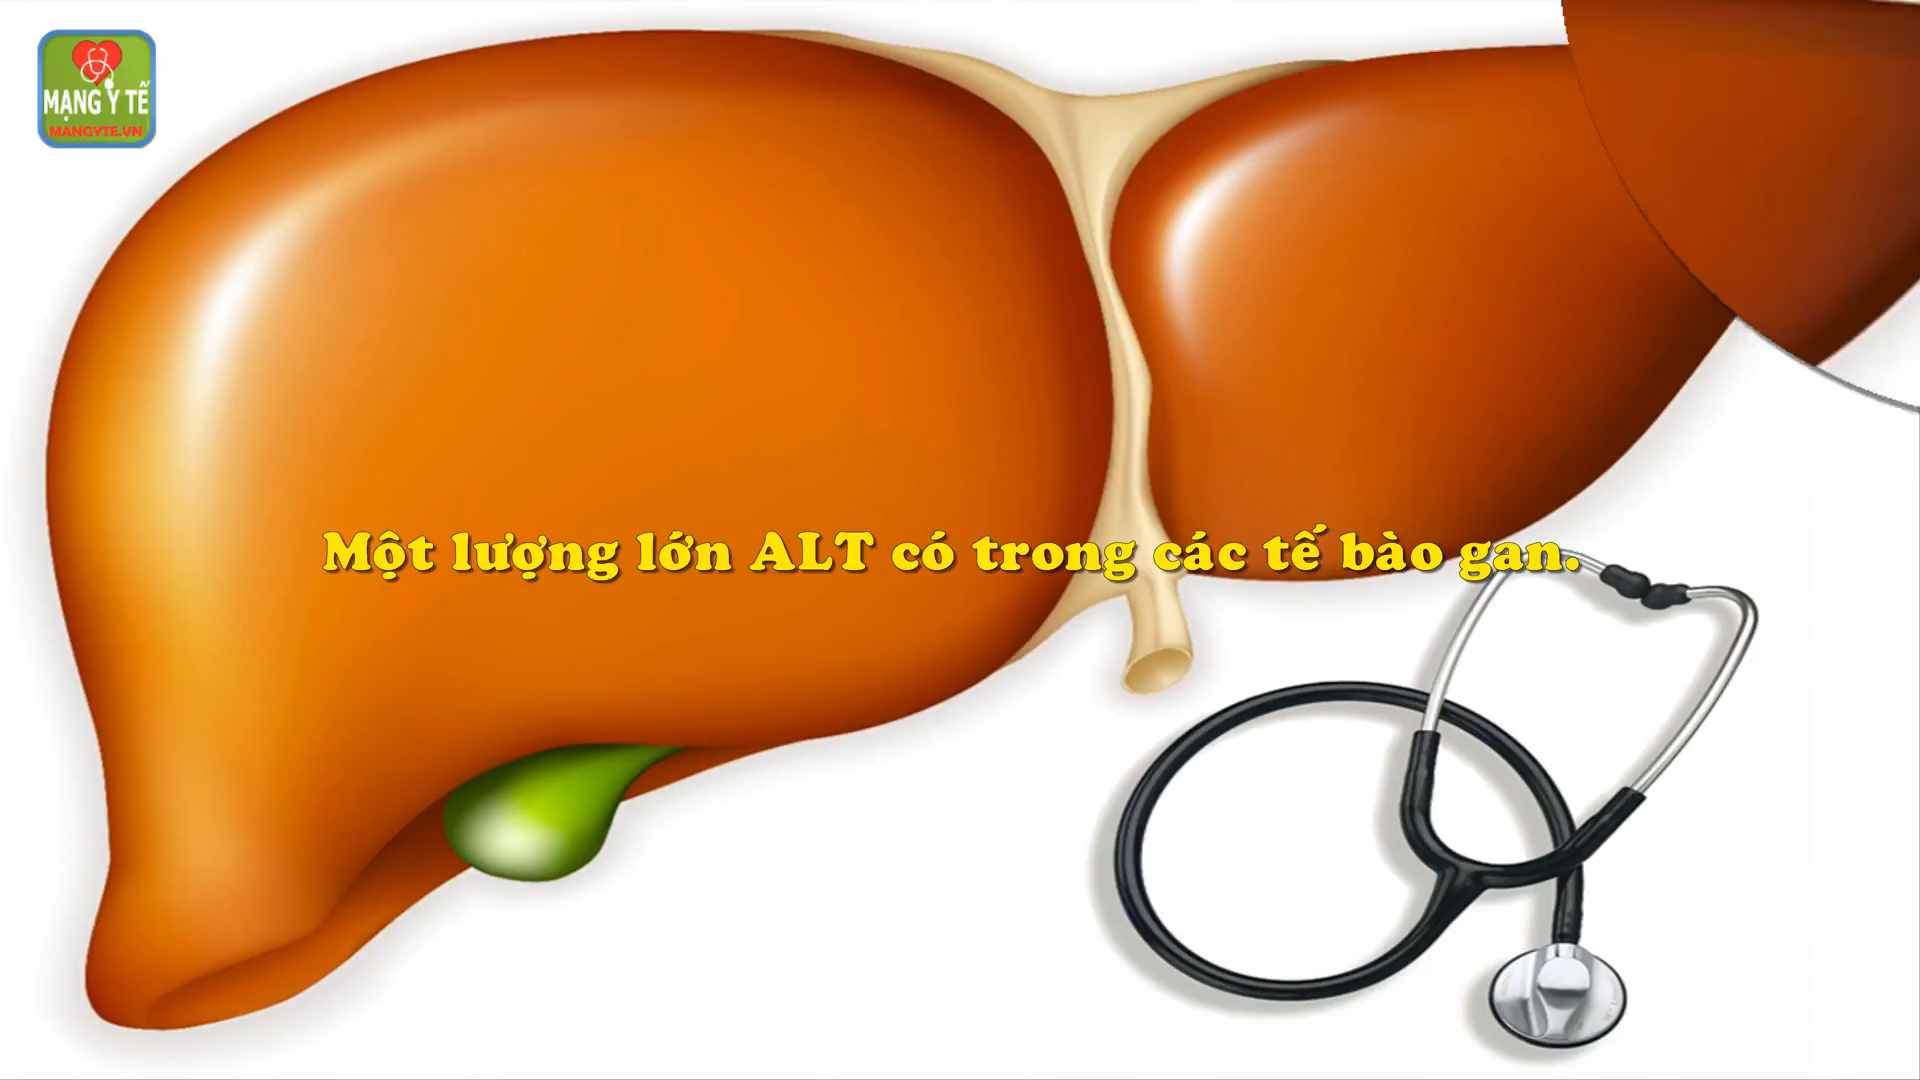 MẠNG Y TẾ
MANGYTE.VN
Một lượng lớn ALT có trong các tế bào gan.